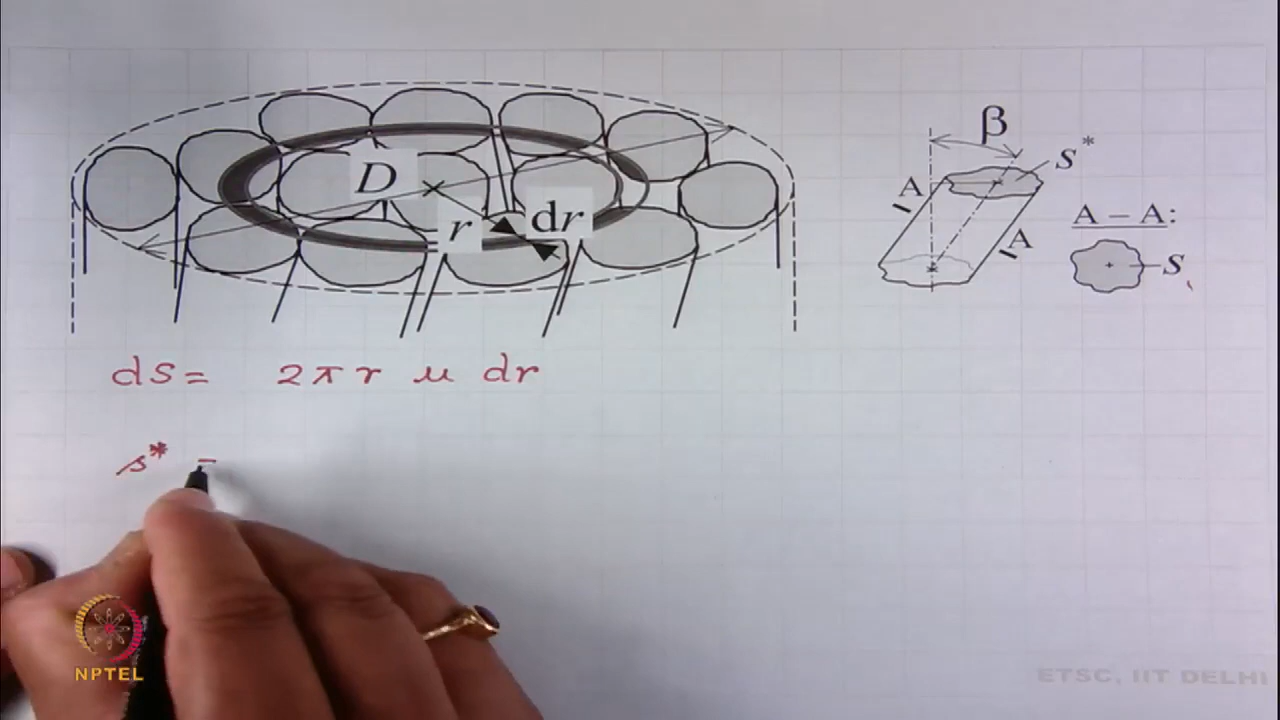 β
s*
A
A – A:
D
r
dr
A
s
dS = 2πr μ dr
s* =
NPTEL
ETSC, IIT DELHI